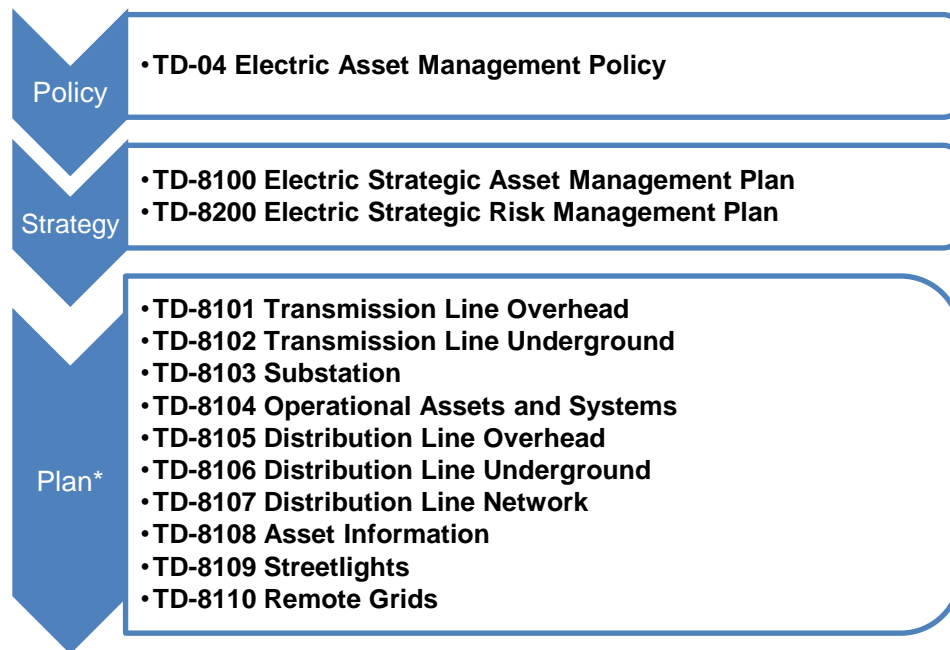 Policy
•TD-04 Electric Asset Management Policy
Strategy
•TD-8100 Electric Strategic Asset Management Plan
•TD-8200 Electric Strategic Risk Management Plan
Plan*
•TD-8101 Transmission Line Overhead
•TD-8102 Transmission Line Underground
•TD-8103 Substation
•TD-8104 Operational Assets and Systems
•TD-8105 Distribution Line Overhead
•TD-8106 Distribution Line Underground
•TD-8107 Distribution Line Network
•TD-8108 Asset Information
•TD-8109 Streetlights
•TD-8110 Remote Grids